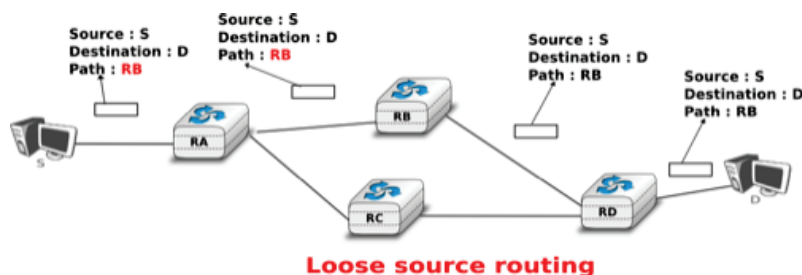 Source : S
Destination : D
Path : RB
Source : S
Destination : D
Path : RB
Source : S
Destination : D
Path : RB
Source : S
Destination : D
Path : RB
S
RA
RB
RC
RD
D
Loose source routing